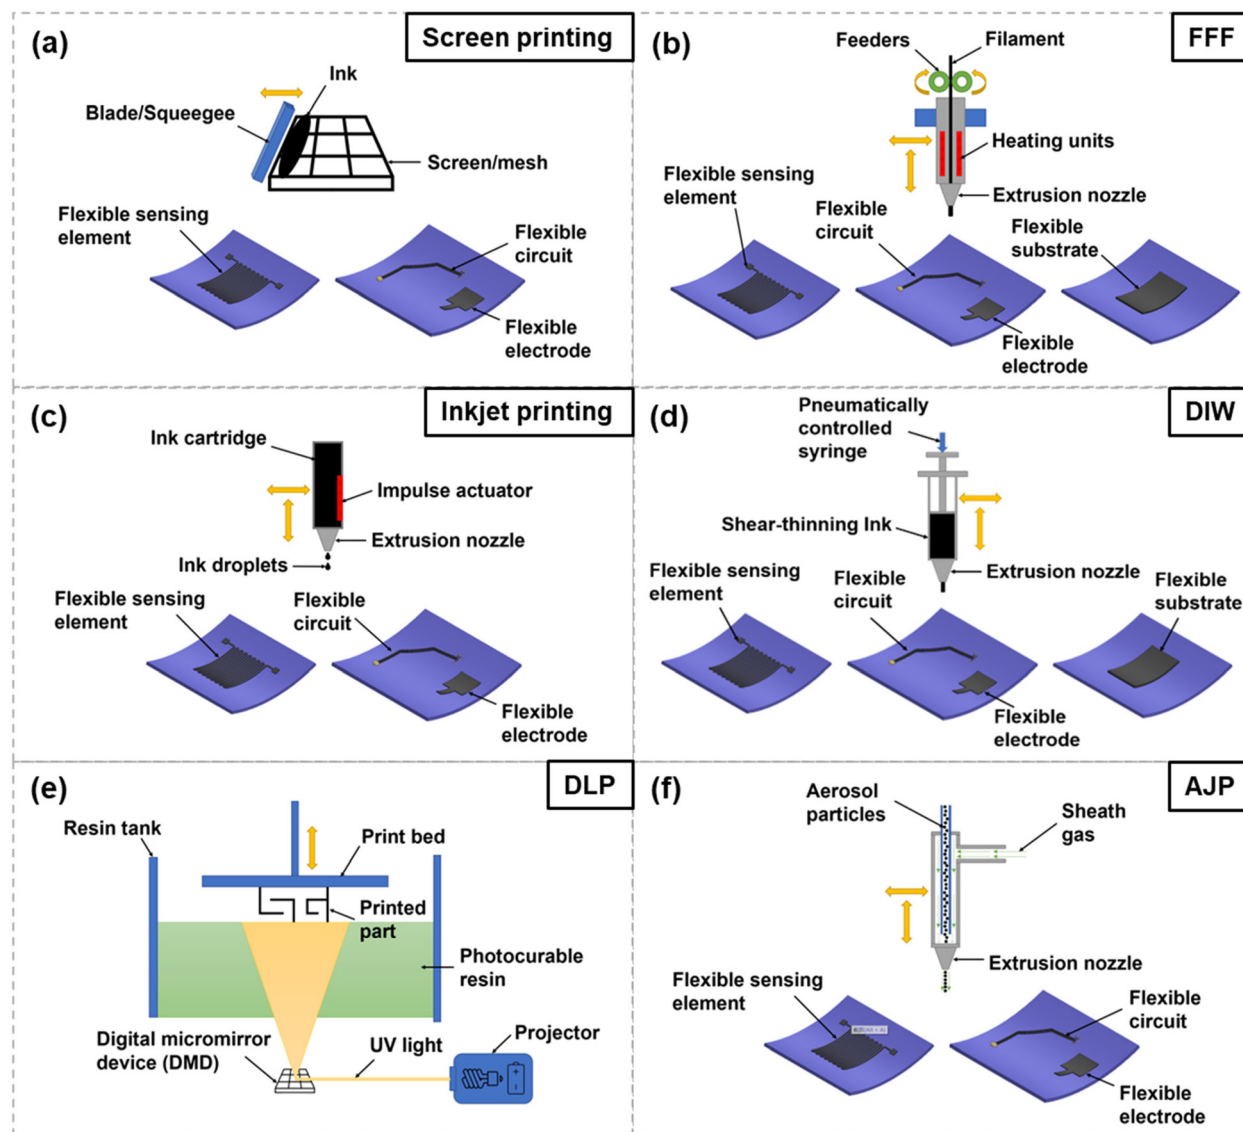 (a)
Screen printing
Ink
Blade/Squeegee
Screen/mesh
Flexible sensing
element
Flexible
circuit
Flexible
electrode
(b)
FFF
Feeders
Filament
Heating units
Extrusion nozzle
Flexible sensing
element
Flexible
circuit
Flexible
substrate
Flexible
electrode
(c)
Inkjet printing
Ink cartridge
Impulse actuator
Extrusion nozzle
Ink droplets
Flexible sensing
element
Flexible
circuit
Flexible
electrode
(d)
DIW
Pneumatically
controlled
syringe
Shear-thinning Ink
Extrusion nozzle
Flexible sensing
element
Flexible
circuit
Flexible
substrate
Flexible
electrode
(e)
DLP
Resin tank
Print bed
Printed
part
Photocurable
resin
Digital micromirror
device (DMD)
UV light
Projector
(f)
AJP
Aerosol
particles
Sheath
gas
Extrusion nozzle
Flexible sensing
element
Flexible
circuit
Flexible
electrode